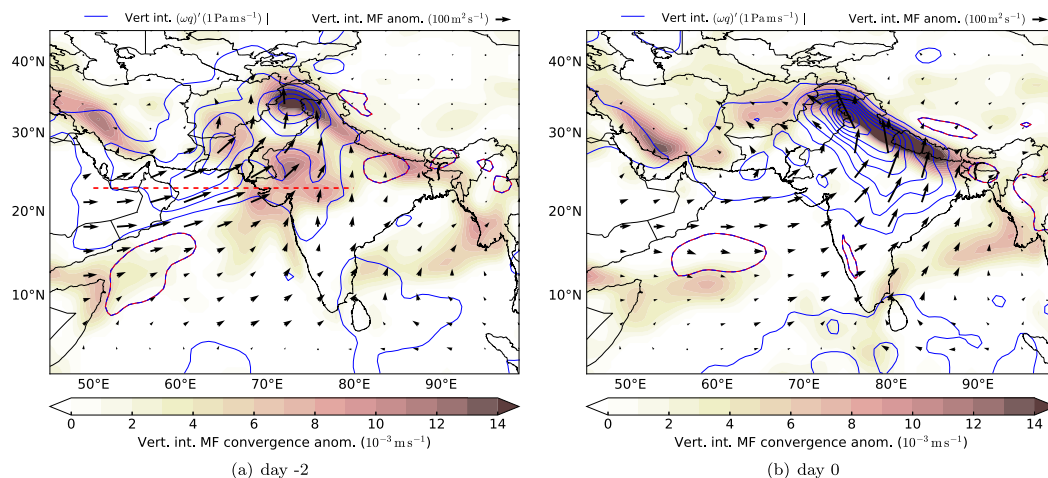 Vert. int. (ωq)′ (1 Pa m s⁻¹) | Vert. int. MF anom. (100 m² s⁻¹)
40°N
30°N
20°N
10°N
50°E 60°E 70°E 80°E 90°E
0 2 4 6 8 10 12 14
Vert. int. MF convergence anom. (10⁻³ m s⁻¹)
(a) day -2
Vert. int. (ωq)′ (1 Pa m s⁻¹) | Vert. int. MF anom. (100 m² s⁻¹)
40°N
30°N
20°N
10°N
50°E 60°E 70°E 80°E 90°E
0 2 4 6 8 10 12 14
Vert. int. MF convergence anom. (10⁻³ m s⁻¹)
(b) day 0